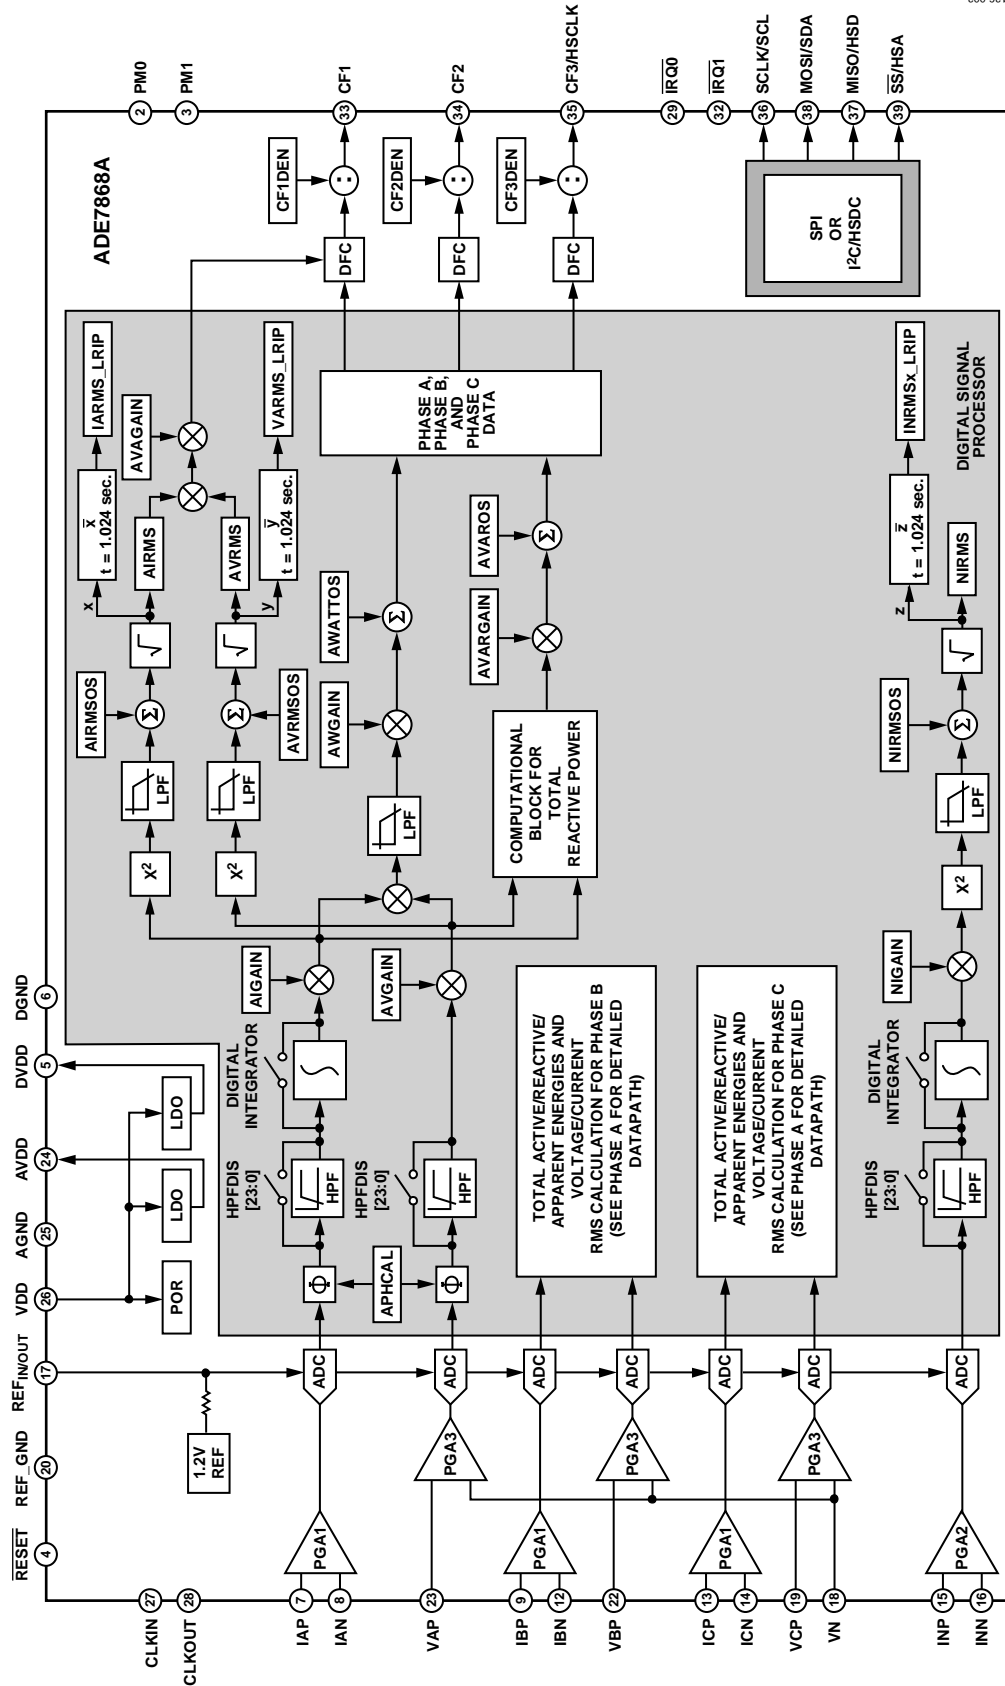 RESET
4
REF_GND
20
REFIN/OUT
17
VDD
26
AGND
25
AVDD
24
DVDD
5
DGND
6
ADE7868A
CLKIN
27
CLKOUT
28
IAP
7
IAN
8
VAP
23
IBP
9
IBN
12
VBP
22
ICP
13
ICN
14
VCP
19
VN
18
INP
15
INN
16
PGA1
PGA3
PGA1
PGA3
PGA1
PGA3
PGA2
1.2V
REF
ADC
ADC
ADC
ADC
ADC
ADC
ADC
POR
LDO
LDO
APHCAL
Φ
Φ
HPFDIS
[23:0]
HPF
HPFDIS
[23:0]
HPF
DIGITAL
INTEGRATOR
AIGAIN
AVGAIN
X²
X²
LPF
LPF
AIRMSOS
Σ
Σ
AVRMSOS
√
√
x
y
AIRMS
AVRMS
x
t = 1.024 sec.
y
t = 1.024 sec.
AVAGAIN
IARMS_LRIP
VARMS_LRIP
LPF
AWGAIN
AWATTOS
Σ
COMPUTATIONAL
BLOCK FOR
TOTAL
REACTIVE POWER
AVARGAIN
AVAROS
Σ
PHASE A,
PHASE B,
AND
PHASE C
DATA
TOTAL ACTIVE/REACTIVE/
APPARENT ENERGIES AND
VOLTAGE/CURRENT
RMS CALCULATION FOR PHASE B
(SEE PHASE A FOR DETAILED
DATAPATH)
TOTAL ACTIVE/REACTIVE/
APPARENT ENERGIES AND
VOLTAGE/CURRENT
RMS CALCULATION FOR PHASE C
(SEE PHASE A FOR DETAILED
DATAPATH)
HPFDIS
[23:0]
HPF
DIGITAL
INTEGRATOR
NIGAIN
X²
LPF
NIRMSOS
Σ
√
z
NIRMS
z
t = 1.024 sec.
INRMSx_LRIP
DIGITAL SIGNAL
PROCESSOR
DFC
CF1DEN
:
DFC
CF2DEN
:
DFC
CF3DEN
:
SPI
OR
I²C/HSDC
2
PM0
3
PM1
33
CF1
34
CF2
35
CF3/HSCLK
29
IRQ0
32
IRQ1
36
SCLK/SCL
38
MOSI/SDA
37
MISO/HSD
39
SS/HSA